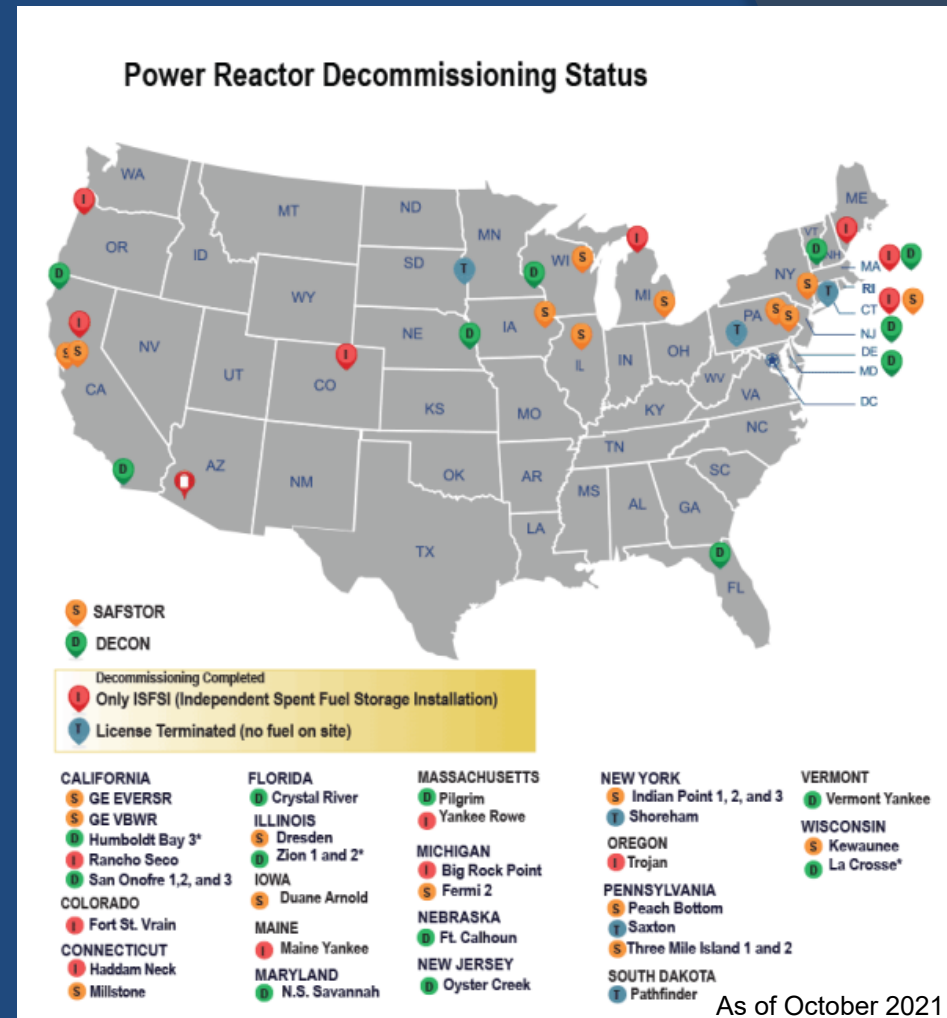 Power Reactor Decommissioning Status
WA
MT
ND
MN
ME
OR
ID
SD
WI
VT
NH
MA
I
D
NY
RI
WY
MI
CT
I
S
NE
IA
PA
NJ
D
NV
IL
IN
OH
DE
UT
CO
WV
MD
D
CA
KS
MO
KY
VA
DC
AZ
NM
OK
AR
TN
NC
SC
MS
AL
GA
LA
TX
FL
I
D
I
S
S
D
I
T
D
D
S
I
S
S
S
D
I
S
T
S
S
T
D
S SAFSTOR
D DECON
Decommissioning Completed
I Only ISFSI (Independent Spent Fuel Storage Installation)
T License Terminated (no fuel on site)
CALIFORNIA
S GE EVERSR
S GE VBWR
D Humboldt Bay 3*
I Rancho Seco
D San Onofre 1,2, and 3
COLORADO
I Fort St. Vrain
CONNECTICUT
I Haddam Neck
S Millstone
FLORIDA
D Crystal River
ILLINOIS
S Dresden
D Zion 1 and 2*
IOWA
S Duane Arnold
MAINE
I Maine Yankee
MARYLAND
D N.S. Savannah
MASSACHUSETTS
D Pilgrim
I Yankee Rowe
MICHIGAN
I Big Rock Point
S Fermi 2
NEBRASKA
D Ft. Calhoun
NEW JERSEY
D Oyster Creek
NEW YORK
S Indian Point 1, 2, and 3
T Shoreham
OREGON
I Trojan
PENNSYLVANIA
S Peach Bottom
T Saxton
S Three Mile Island 1 and 2
SOUTH DAKOTA
T Pathfinder
VERMONT
D Vermont Yankee
WISCONSIN
S Kewaunee
D La Crosse*
As of October 2021